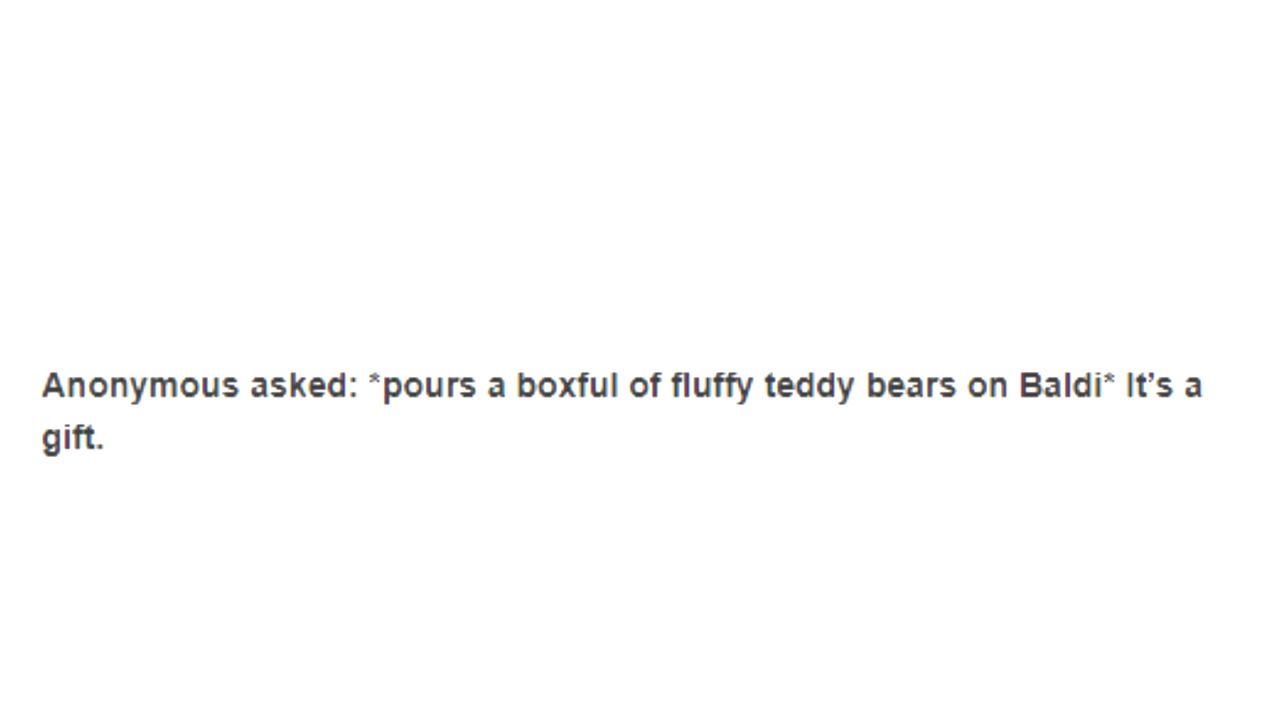 Anonymous asked: *pours a boxful of fluffy teddy bears on Baldi* It’s a
gift.